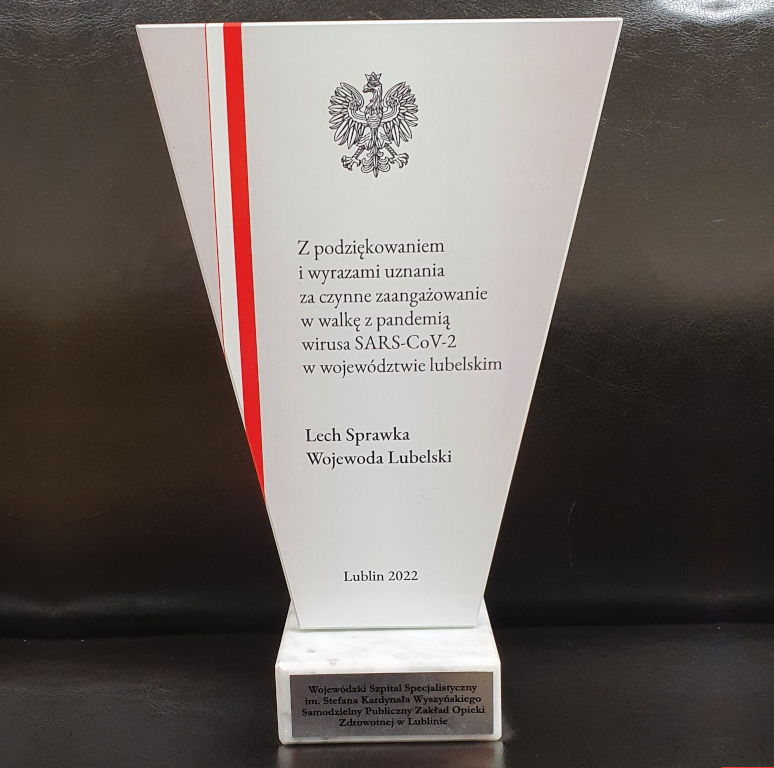 Z podziękowaniem
i wyrazami uznania
za czynne zaangażowanie
w walkę z pandemią
wirusa SARS-CoV-2
w województwie lubelskim
Lech Sprawka
Wojewoda Lubelski
Lublin 2022
Wojewódzki Szpital Specjalistyczny
im. Stefana Kardynała Wyszyńskiego
Samodzielny Publiczny Zakład Opieki
Zdrowotnej w Lublinie